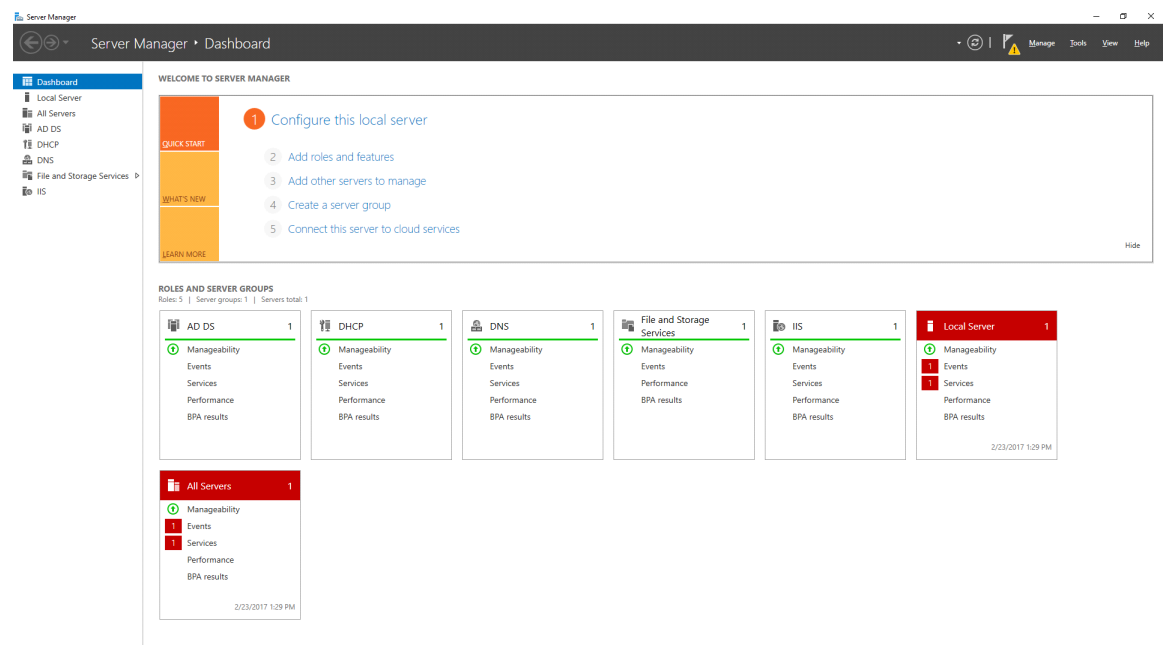 Server Manager
Server Manager • Dashboard
Manage Tools View Help
Dashboard
Local Server
All Servers
AD DS
DHCP
DNS
File and Storage Services
IIS
WELCOME TO SERVER MANAGER
QUICK START
WHAT'S NEW
LEARN MORE
1 Configure this local server
2 Add roles and features
3 Add other servers to manage
4 Create a server group
5 Connect this server to cloud services
Hide
ROLES AND SERVER GROUPS
Roles: 5 | Server groups: 1 | Servers total: 1
AD DS 1
Manageability
Events
Services
Performance
BPA results
DHCP 1
Manageability
Events
Services
Performance
BPA results
DNS 1
Manageability
Events
Services
Performance
BPA results
File and Storage
Services 1
Manageability
Events
Performance
BPA results
IIS 1
Manageability
Events
Services
Performance
BPA results
Local Server 1
Manageability
1 Events
1 Services
Performance
BPA results
2/23/2017 1:29 PM
All Servers 1
Manageability
1 Events
1 Services
Performance
BPA results
2/23/2017 1:29 PM